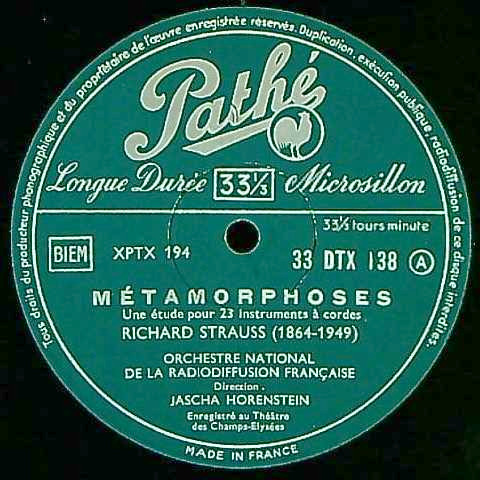 Tous droits du producteur phonographique et du propriétaire de l'œuvre enregistrée réservés. Duplication, exécution publique, radiodiffusion de ce disque interdites.
Pathé
Longue Durée 33⅓ Microsillon
33⅓ tours minute
BIEM XPTX 194 33 DTX 138 A
MÉTAMORPHOSES
Une étude pour 23 instruments à cordes
RICHARD STRAUSS (1864-1949)
ORCHESTRE NATIONAL
DE LA RADIODIFFUSION FRANÇAISE
Direction :
JASCHA HORENSTEIN
Enregistré au Théâtre
des Champs-Elysées
MADE IN FRANCE